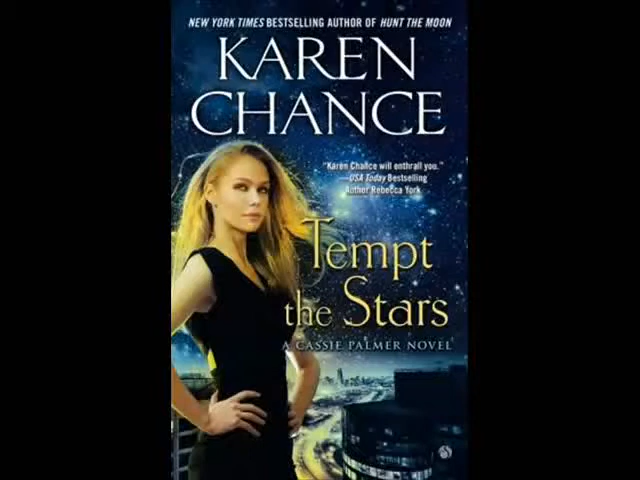 NEW YORK TIMES BESTSELLING AUTHOR OF HUNT THE MOON
KAREN
CHANCE
"Karen Chance will enthrall you."
—USA Today Bestselling
Author Rebecca York
Tempt
the Stars
A CASSIE PALMER NOVEL